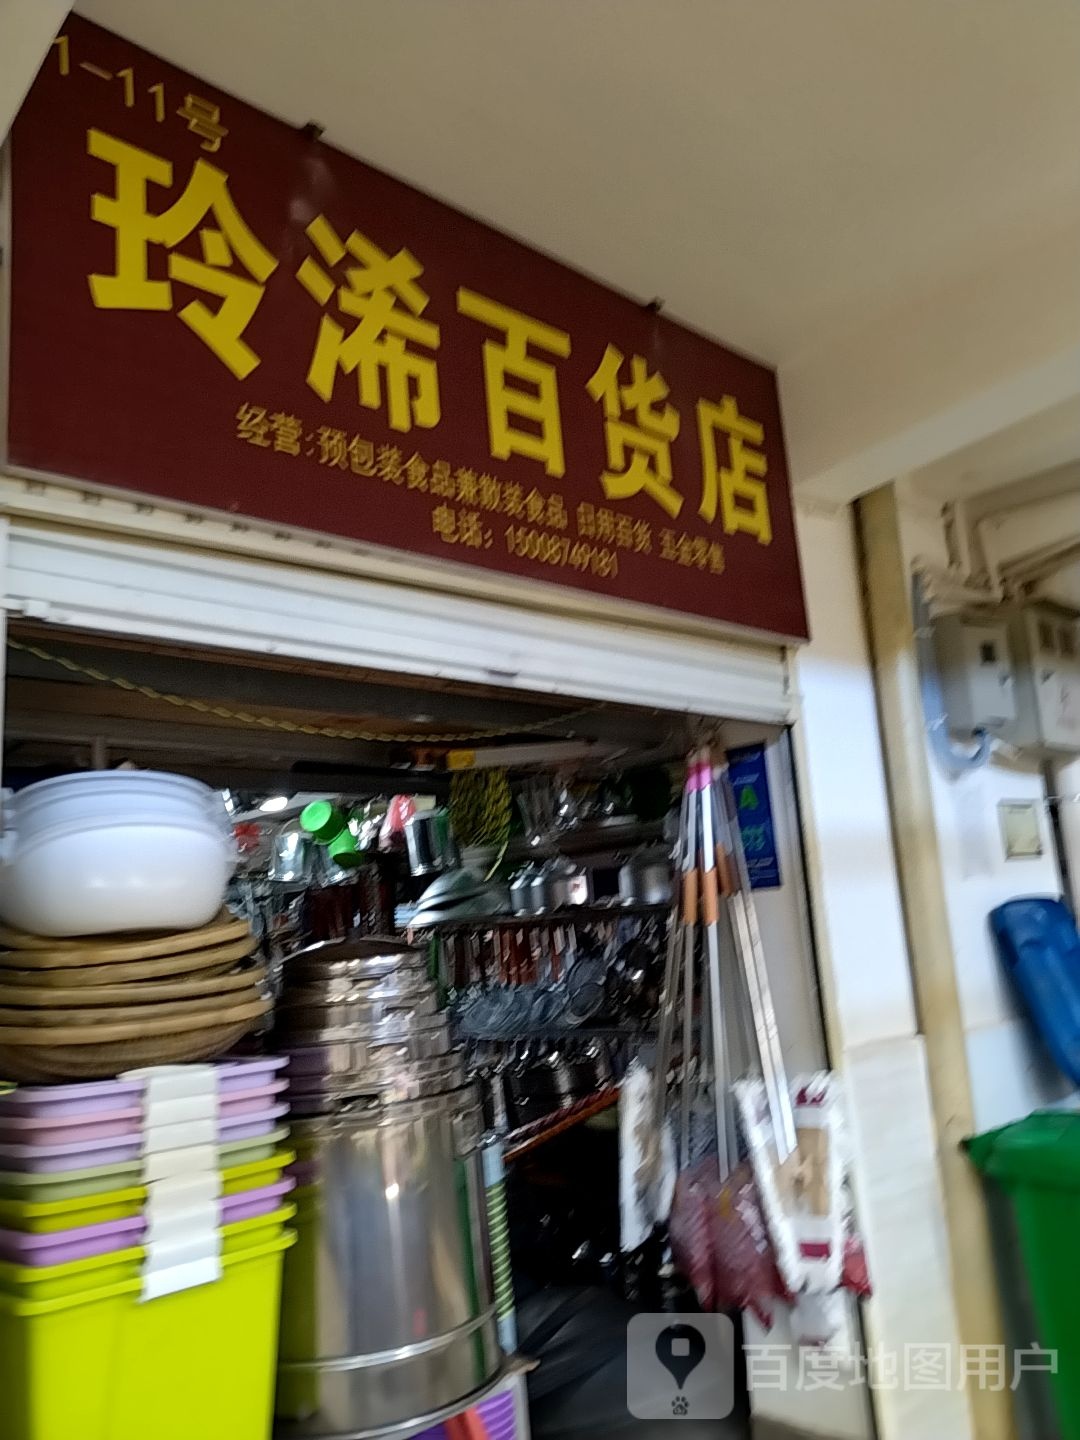 1-11号
玲浠百货店
经营:预包装食品兼散装食品 日用百货 五金零售
电话: 15008749181
百度地图用户